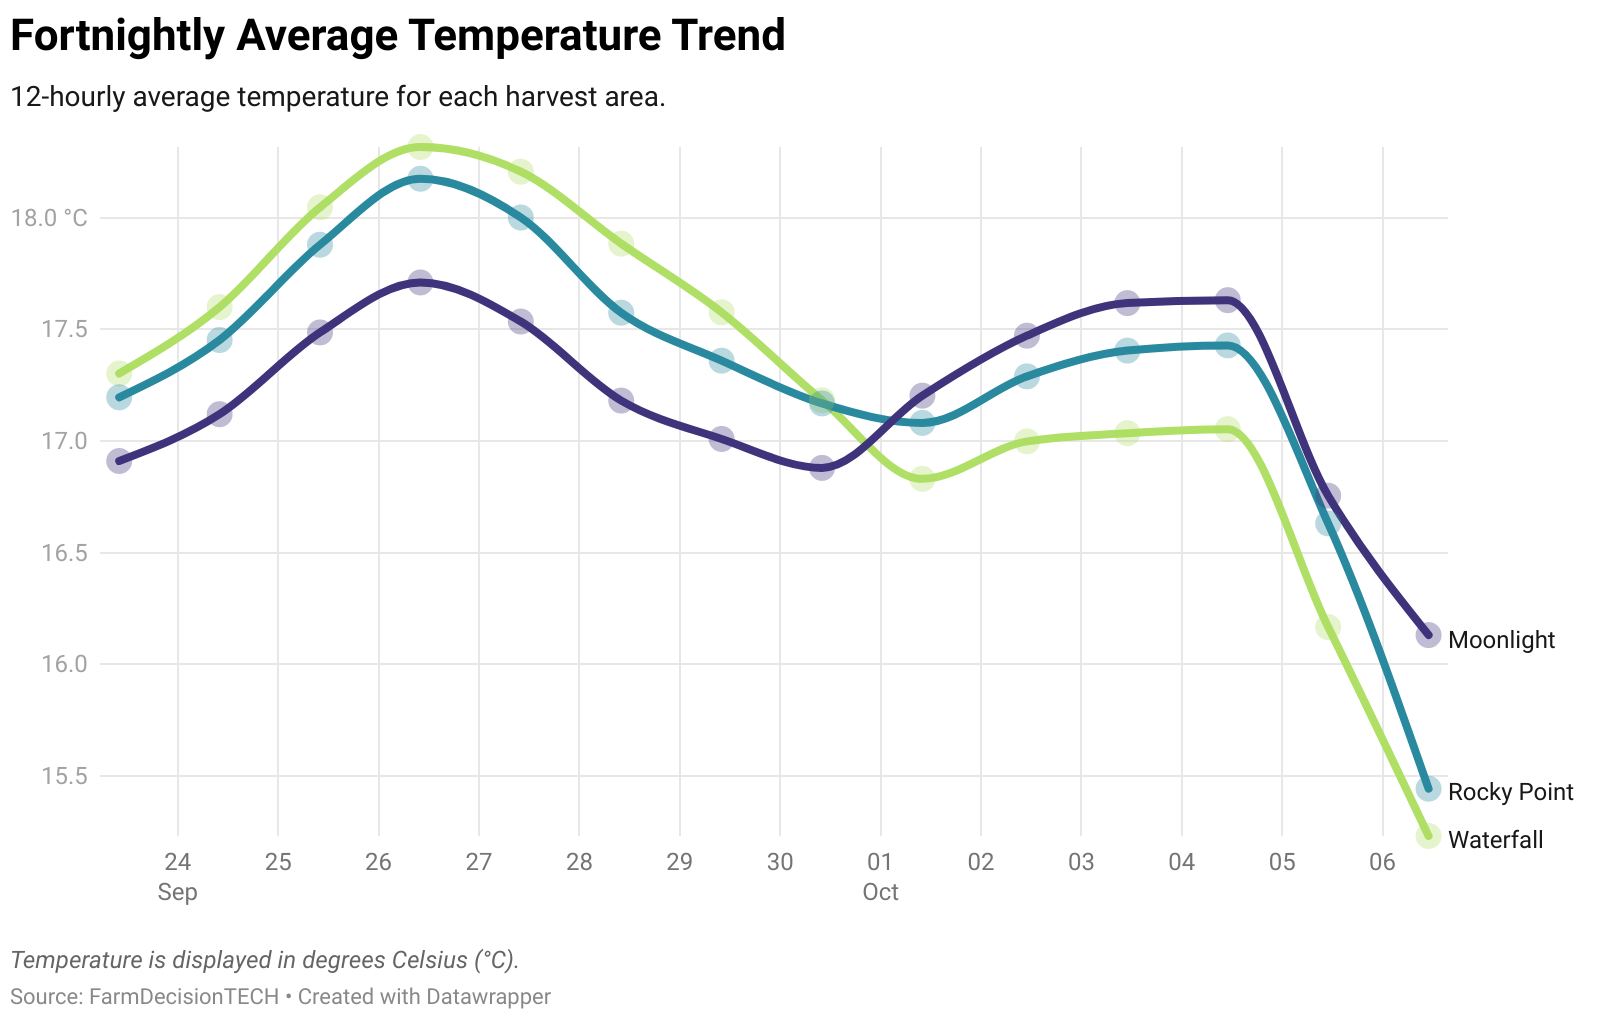 Fortnightly Average Temperature Trend
12-hourly average temperature for each harvest area.
18.0 °C
17.5
17.0
16.5
16.0
15.5
Moonlight
Rocky Point
Waterfall
24 25 26 27 28 29 30 01 02 03 04 05 06
Sep Oct
Temperature is displayed in degrees Celsius (°C).
Source: FarmDecisionTECH • Created with Datawrapper